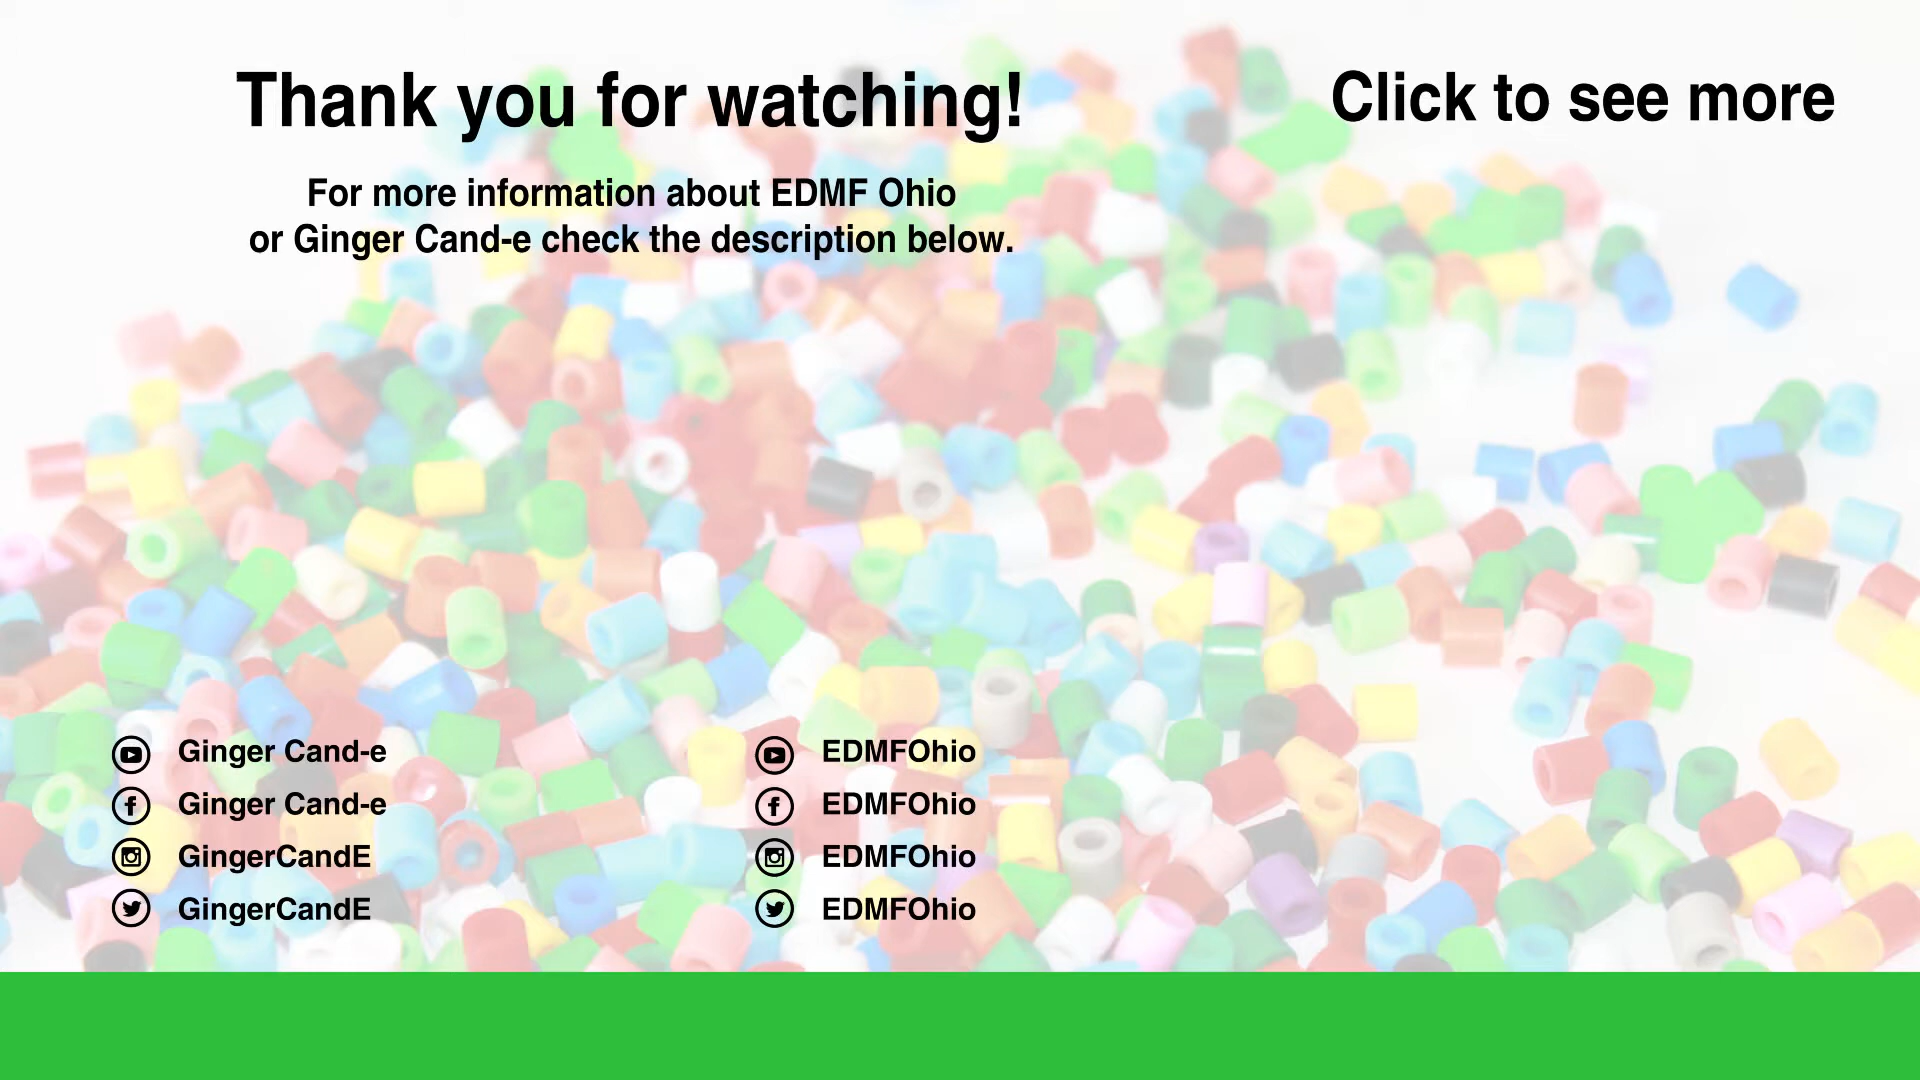 Thank you for watching!
Click to see more
For more information about EDMF Ohio
or Ginger Cand-e check the description below.
Ginger Cand-e
Ginger Cand-e
GingerCandE
GingerCandE
EDMFOhio
EDMFOhio
EDMFOhio
EDMFOhio